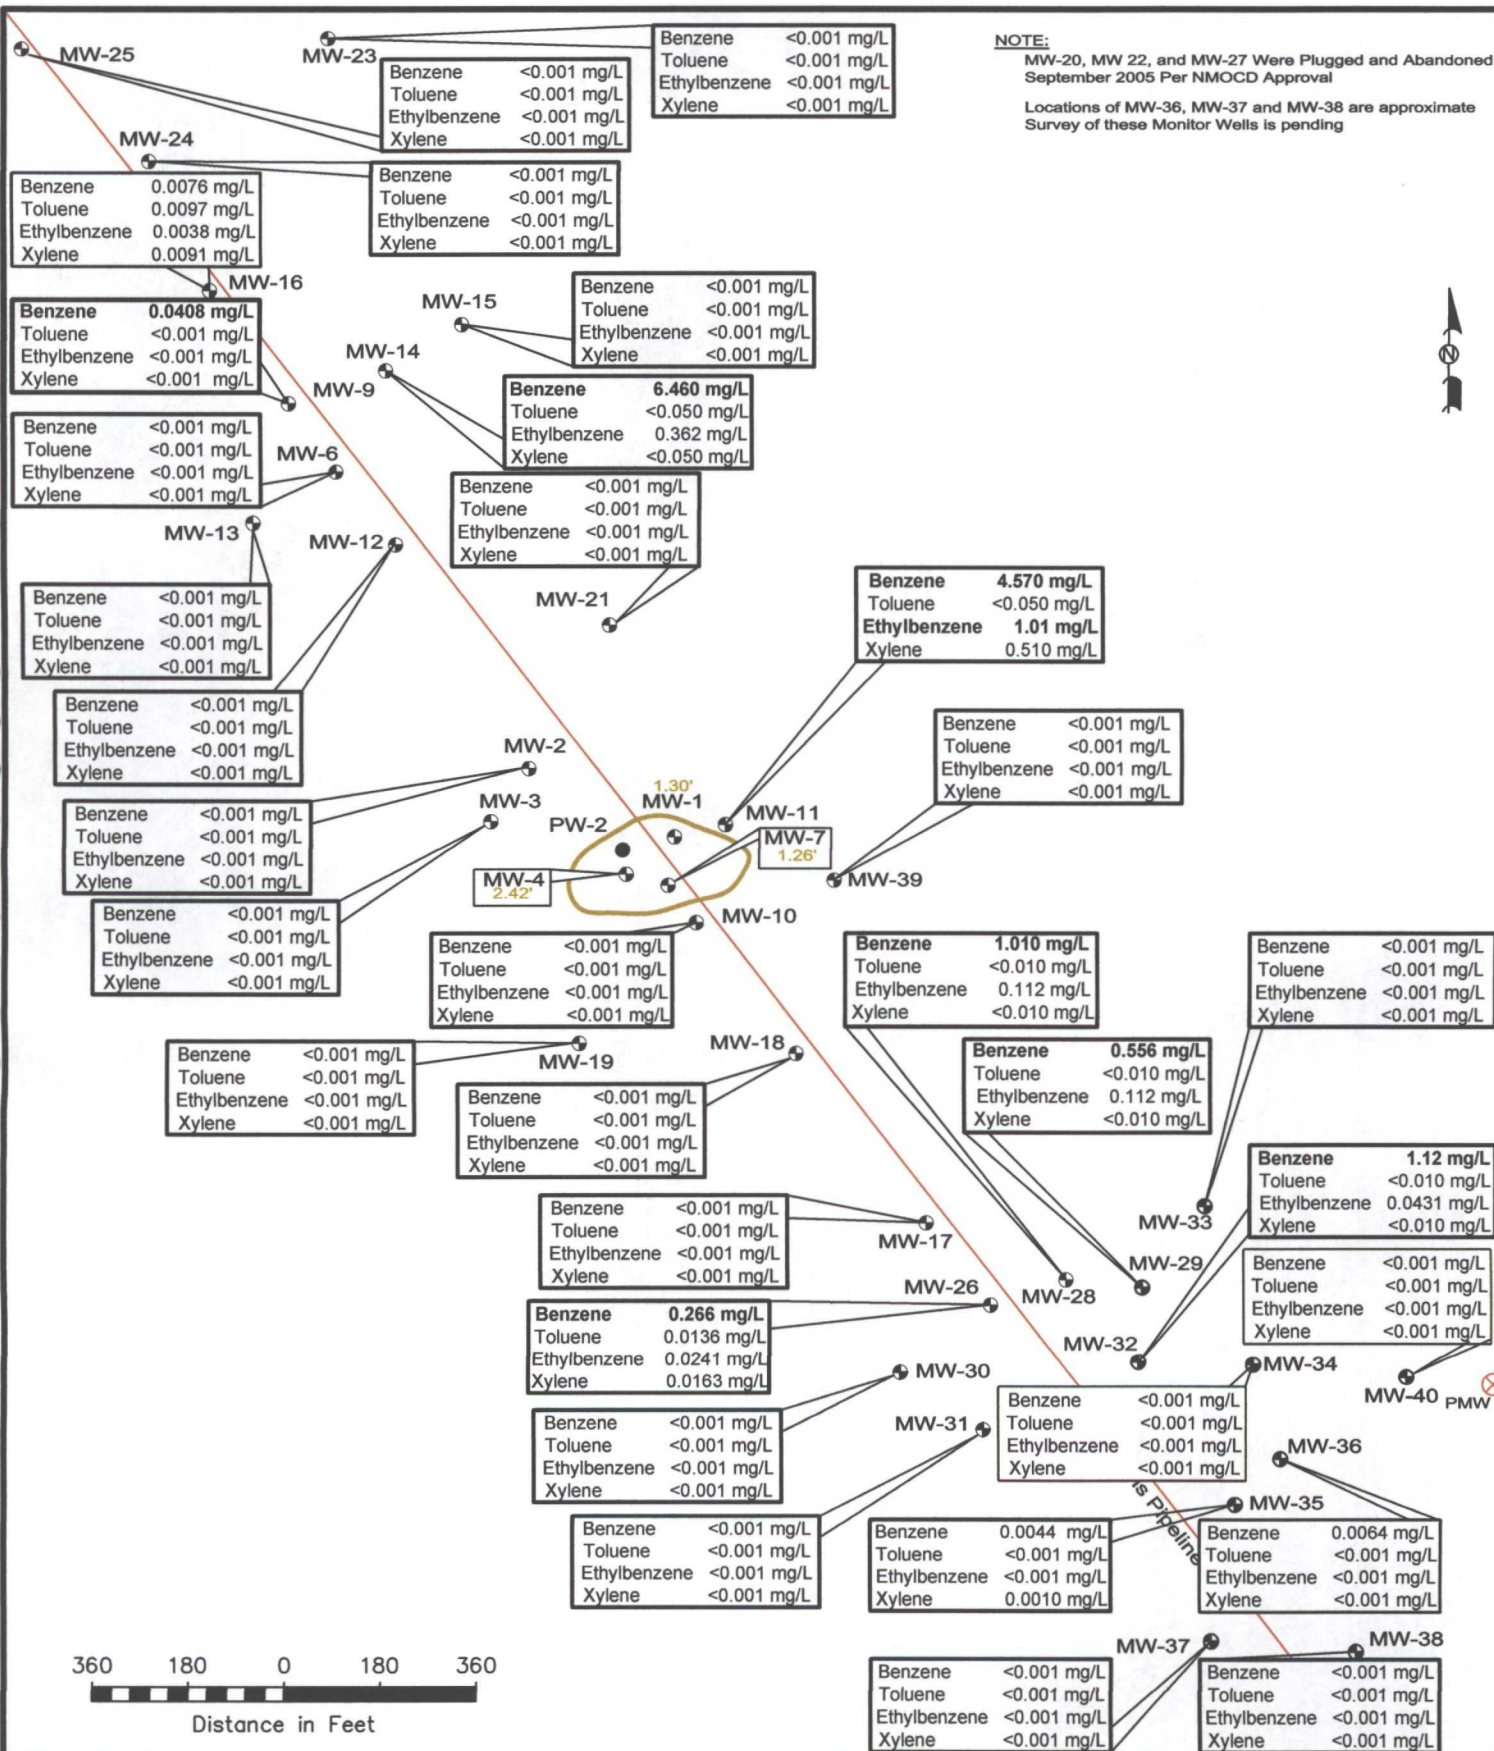 MW-25
MW-23
Benzene <0.001 mg/L
Toluene <0.001 mg/L
Ethylbenzene <0.001 mg/L
Xylene <0.001 mg/L
NOTE:
MW-20, MW 22, and MW-27 Were Plugged and Abandoned
September 2005 Per NMOCD Approval
Locations of MW-36, MW-37 and MW-38 are approximate
Survey of these Monitor Wells is pending
Benzene <0.001 mg/L
Toluene <0.001 mg/L
Ethylbenzene <0.001 mg/L
Xylene <0.001 mg/L
MW-24
Benzene <0.001 mg/L
Toluene <0.001 mg/L
Ethylbenzene <0.001 mg/L
Xylene <0.001 mg/L
Benzene 0.0076 mg/L
Toluene 0.0097 mg/L
Ethylbenzene 0.0038 mg/L
Xylene 0.0091 mg/L
MW-16
Benzene 0.0408 mg/L
Toluene <0.001 mg/L
Ethylbenzene <0.001 mg/L
Xylene <0.001 mg/L
MW-9
MW-15
Benzene <0.001 mg/L
Toluene <0.001 mg/L
Ethylbenzene <0.001 mg/L
Xylene <0.001 mg/L
N
MW-14
Benzene 6.460 mg/L
Toluene <0.050 mg/L
Ethylbenzene 0.362 mg/L
Xylene <0.050 mg/L
Benzene <0.001 mg/L
Toluene <0.001 mg/L
Ethylbenzene <0.001 mg/L
Xylene <0.001 mg/L
MW-6
Benzene <0.001 mg/L
Toluene <0.001 mg/L
Ethylbenzene <0.001 mg/L
Xylene <0.001 mg/L
MW-21
MW-13
MW-12
Benzene <0.001 mg/L
Toluene <0.001 mg/L
Ethylbenzene <0.001 mg/L
Xylene <0.001 mg/L
Benzene 4.570 mg/L
Toluene <0.050 mg/L
Ethylbenzene 1.01 mg/L
Xylene 0.510 mg/L
Benzene <0.001 mg/L
Toluene <0.001 mg/L
Ethylbenzene <0.001 mg/L
Xylene <0.001 mg/L
Benzene <0.001 mg/L
Toluene <0.001 mg/L
Ethylbenzene <0.001 mg/L
Xylene <0.001 mg/L
MW-2
MW-3
1.30'
MW-1
MW-11
PW-2
MW-7
1.26'
MW-4
2.42'
MW-39
MW-10
Benzene <0.001 mg/L
Toluene <0.001 mg/L
Ethylbenzene <0.001 mg/L
Xylene <0.001 mg/L
Benzene <0.001 mg/L
Toluene <0.001 mg/L
Ethylbenzene <0.001 mg/L
Xylene <0.001 mg/L
Benzene <0.001 mg/L
Toluene <0.001 mg/L
Ethylbenzene <0.001 mg/L
Xylene <0.001 mg/L
Benzene 1.010 mg/L
Toluene <0.010 mg/L
Ethylbenzene 0.112 mg/L
Xylene <0.010 mg/L
Benzene <0.001 mg/L
Toluene <0.001 mg/L
Ethylbenzene <0.001 mg/L
Xylene <0.001 mg/L
Benzene <0.001 mg/L
Toluene <0.001 mg/L
Ethylbenzene <0.001 mg/L
Xylene <0.001 mg/L
MW-19
MW-18
Benzene <0.001 mg/L
Toluene <0.001 mg/L
Ethylbenzene <0.001 mg/L
Xylene <0.001 mg/L
Benzene 0.556 mg/L
Toluene <0.010 mg/L
Ethylbenzene 0.112 mg/L
Xylene <0.010 mg/L
Benzene 1.12 mg/L
Toluene <0.010 mg/L
Ethylbenzene 0.0431 mg/L
Xylene <0.010 mg/L
Benzene <0.001 mg/L
Toluene <0.001 mg/L
Ethylbenzene <0.001 mg/L
Xylene <0.001 mg/L
MW-17
MW-33
MW-29
MW-28
MW-26
Benzene <0.001 mg/L
Toluene <0.001 mg/L
Ethylbenzene <0.001 mg/L
Xylene <0.001 mg/L
Benzene 0.266 mg/L
Toluene 0.0136 mg/L
Ethylbenzene 0.0241 mg/L
Xylene 0.0163 mg/L
MW-32
MW-34
MW-40
PMW
MW-30
Benzene <0.001 mg/L
Toluene <0.001 mg/L
Ethylbenzene <0.001 mg/L
Xylene <0.001 mg/L
MW-31
Benzene <0.001 mg/L
Toluene <0.001 mg/L
Ethylbenzene <0.001 mg/L
Xylene <0.001 mg/L
MW-36
MW-35
Pipeline
Benzene <0.001 mg/L
Toluene <0.001 mg/L
Ethylbenzene <0.001 mg/L
Xylene <0.001 mg/L
Benzene 0.0044 mg/L
Toluene <0.001 mg/L
Ethylbenzene <0.001 mg/L
Xylene 0.0010 mg/L
Benzene 0.0064 mg/L
Toluene <0.001 mg/L
Ethylbenzene <0.001 mg/L
Xylene <0.001 mg/L
MW-37
MW-38
Benzene <0.001 mg/L
Toluene <0.001 mg/L
Ethylbenzene <0.001 mg/L
Xylene <0.001 mg/L
Benzene <0.001 mg/L
Toluene <0.001 mg/L
Ethylbenzene <0.001 mg/L
Xylene <0.001 mg/L
360 180 0 180 360
Distance in Feet